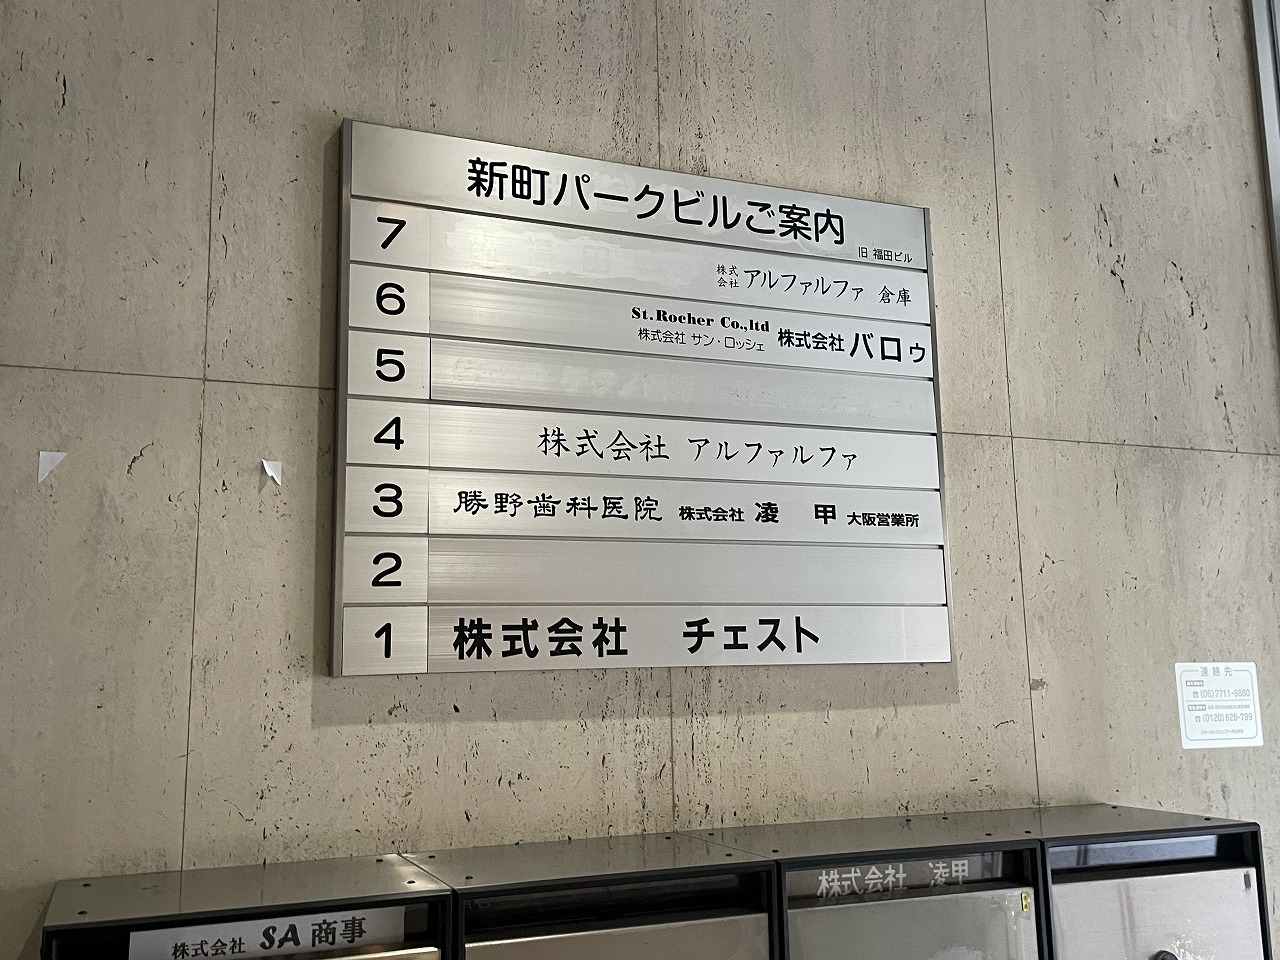 新町パークビルご案内
旧 福田ビル
7 株式会社 アルファルファ 倉庫
6 St.Rocher Co.,ltd 株式会社 サン・ロッシェ 株式会社 バロゥ
5
4 株式会社 アルファルファ
3 勝野歯科医院 株式会社 凌 甲 大阪営業所
2
1 株式会社 チェスト
連絡先
(06)7711-9880
(0120)626-799
株式会社 凌甲
株式会社 SA商事